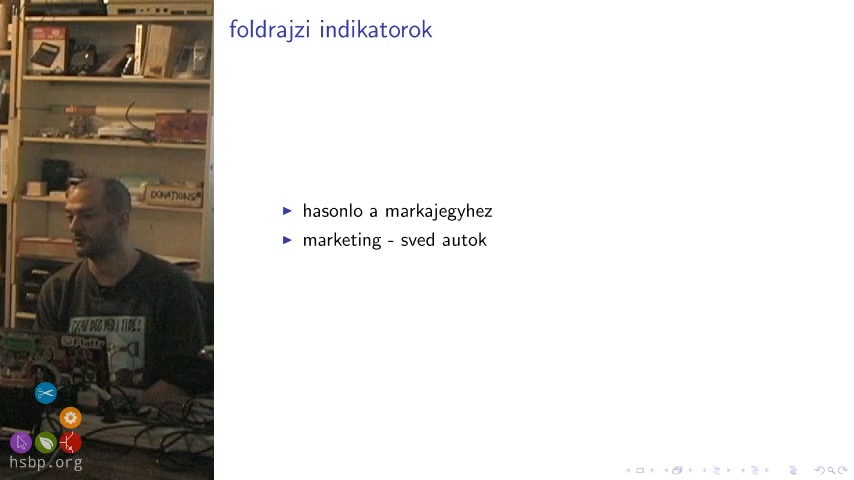 foldrajzi indikatorok
hasonlo a markajegyhez
marketing - sved autok
DONATIONS
hsbp.org